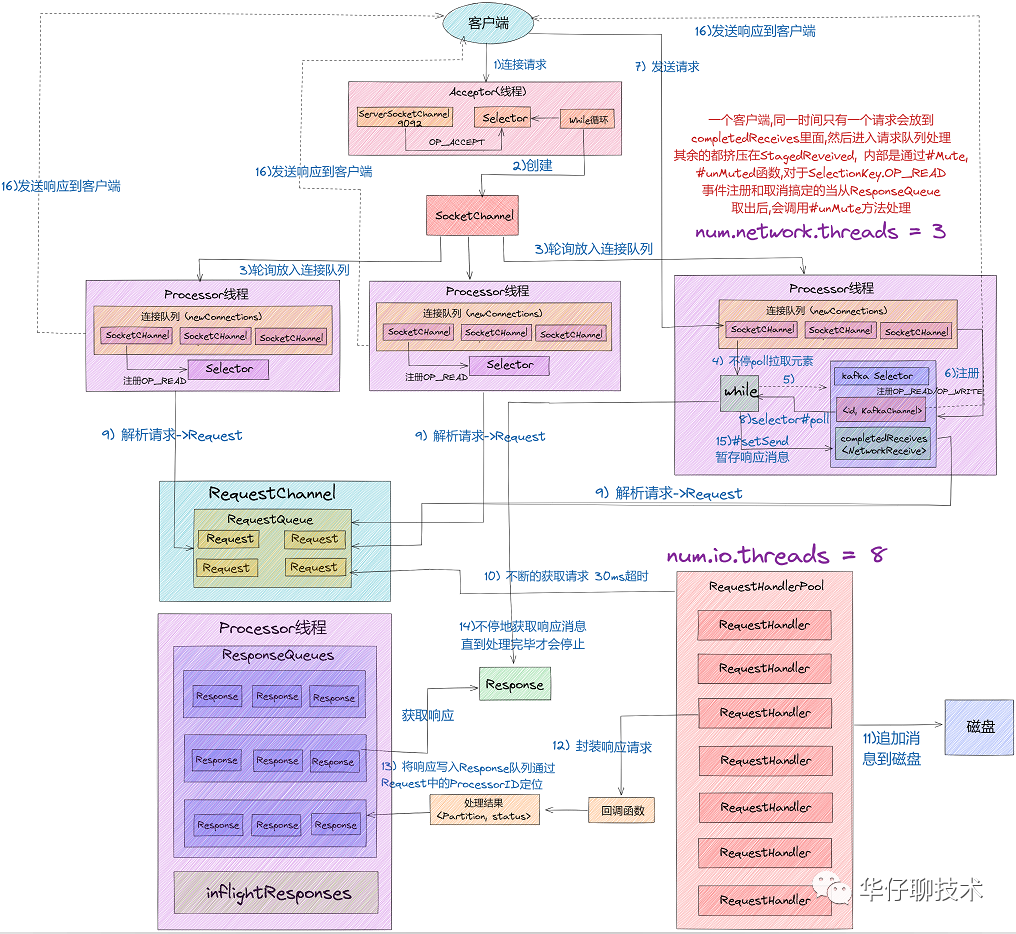 客户端
16)发送响应到客户端
1)连接请求
7) 发送请求
Acceptor(线程)
ServerSocketChannel
9092
Selector
While循环
OP_ACCEPT
2)创建
一个客户端,同一时间只有一个请求会放到
completedReceives里面,然后进入请求队列处理
其余的都挤压在StagedReveived, 内部是通过#Mute,
#unMuted函数,对于SelectionKey.OP_READ
事件注册和取消搞定的当从ResponseQueue
取出后,会调用#unMute方法处理
16)发送响应到客户端
16)发送响应到客户端
SocketChannel
num.network.threads = 3
3)轮询放入连接队列
3)轮询放入连接队列
Processor线程
连接队列 (newConnections)
SocketCHannel
SocketCHannel
SocketCHannel
Selector
注册OP_READ
Processor线程
连接队列 (newConnections)
SocketCHannel
SocketCHannel
SocketCHannel
Selector
注册OP_READ
Processor线程
连接队列 (newConnections)
SocketCHannel
SocketCHannel
SocketCHannel
4) 不停poll拉取元素
while
5)
kafka Selector
6)注册
注册OP_READ/OP_WRITE
<id, KafkaChannel>
8)selector#poll
15)#setSend
暂存响应消息
completedReceives
<NetworkReceive>
9) 解析请求->Request
9) 解析请求->Request
9) 解析请求->Request
RequestChannel
RequestQueue
Request
Request
Request
Request
num.io.threads = 8
10) 不断的获取请求 30ms超时
RequestHandlerPool
RequestHandler
RequestHandler
RequestHandler
RequestHandler
RequestHandler
RequestHandler
RequestHandler
Processor线程
ResponseQueues
Response
Response
Response
Response
Response
Response
Response
Response
Response
inflightResponses
14)不停地获取响应消息
直到处理完毕才会停止
Response
获取响应
12) 封装响应请求
11)追加消
息到磁盘
磁盘
13) 将响应写入Response队列通过
Request中的ProcessorID定位
处理结果
<Partition, status>
回调函数
华仔聊技术